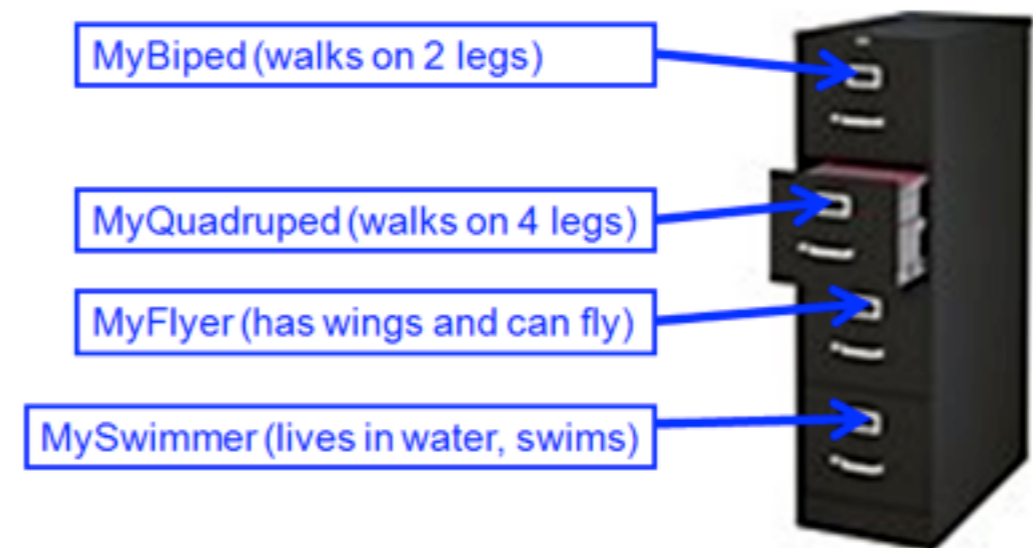 MyBiped (walks on 2 legs)
MyQuadruped (walks on 4 legs)
MyFlyer (has wings and can fly)
MySwimmer (lives in water, swims)